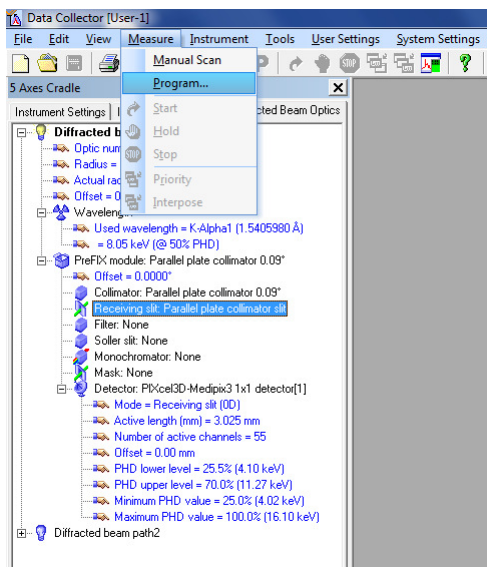 Data Collector [User-1]
File Edit View Measure Instrument Tools User Settings System Settings
Manual Scan
Program...
Start
Hold
Stop
Priority
Interpose
5 Axes Cradle
Instrument Settings ted Beam Optics
Diffracted b
Optic num
Radius =
Actual rad
Offset = 0
Waveleng
Used wavelength = K-Alpha1 (1.5405980 Å)
= 8.05 keV (@ 50% PHD)
PreFIX module: Parallel plate collimator 0.09°
Offset = 0.0000°
Collimator: Parallel plate collimator 0.09°
Receiving slit: Parallel plate collimator slit
Filter: None
Soller slit: None
Monochromator: None
Mask: None
Detector: PIXcel3D-Medipix3 1x1 detector[1]
Mode = Receiving slit (0D)
Active length (mm) = 3.025 mm
Number of active channels = 55
Offset = 0.00 mm
PHD lower level = 25.5% (4.10 keV)
PHD upper level = 70.0% (11.27 keV)
Minimum PHD value = 25.0% (4.02 keV)
Maximum PHD value = 100.0% (16.10 keV)
Diffracted beam path2